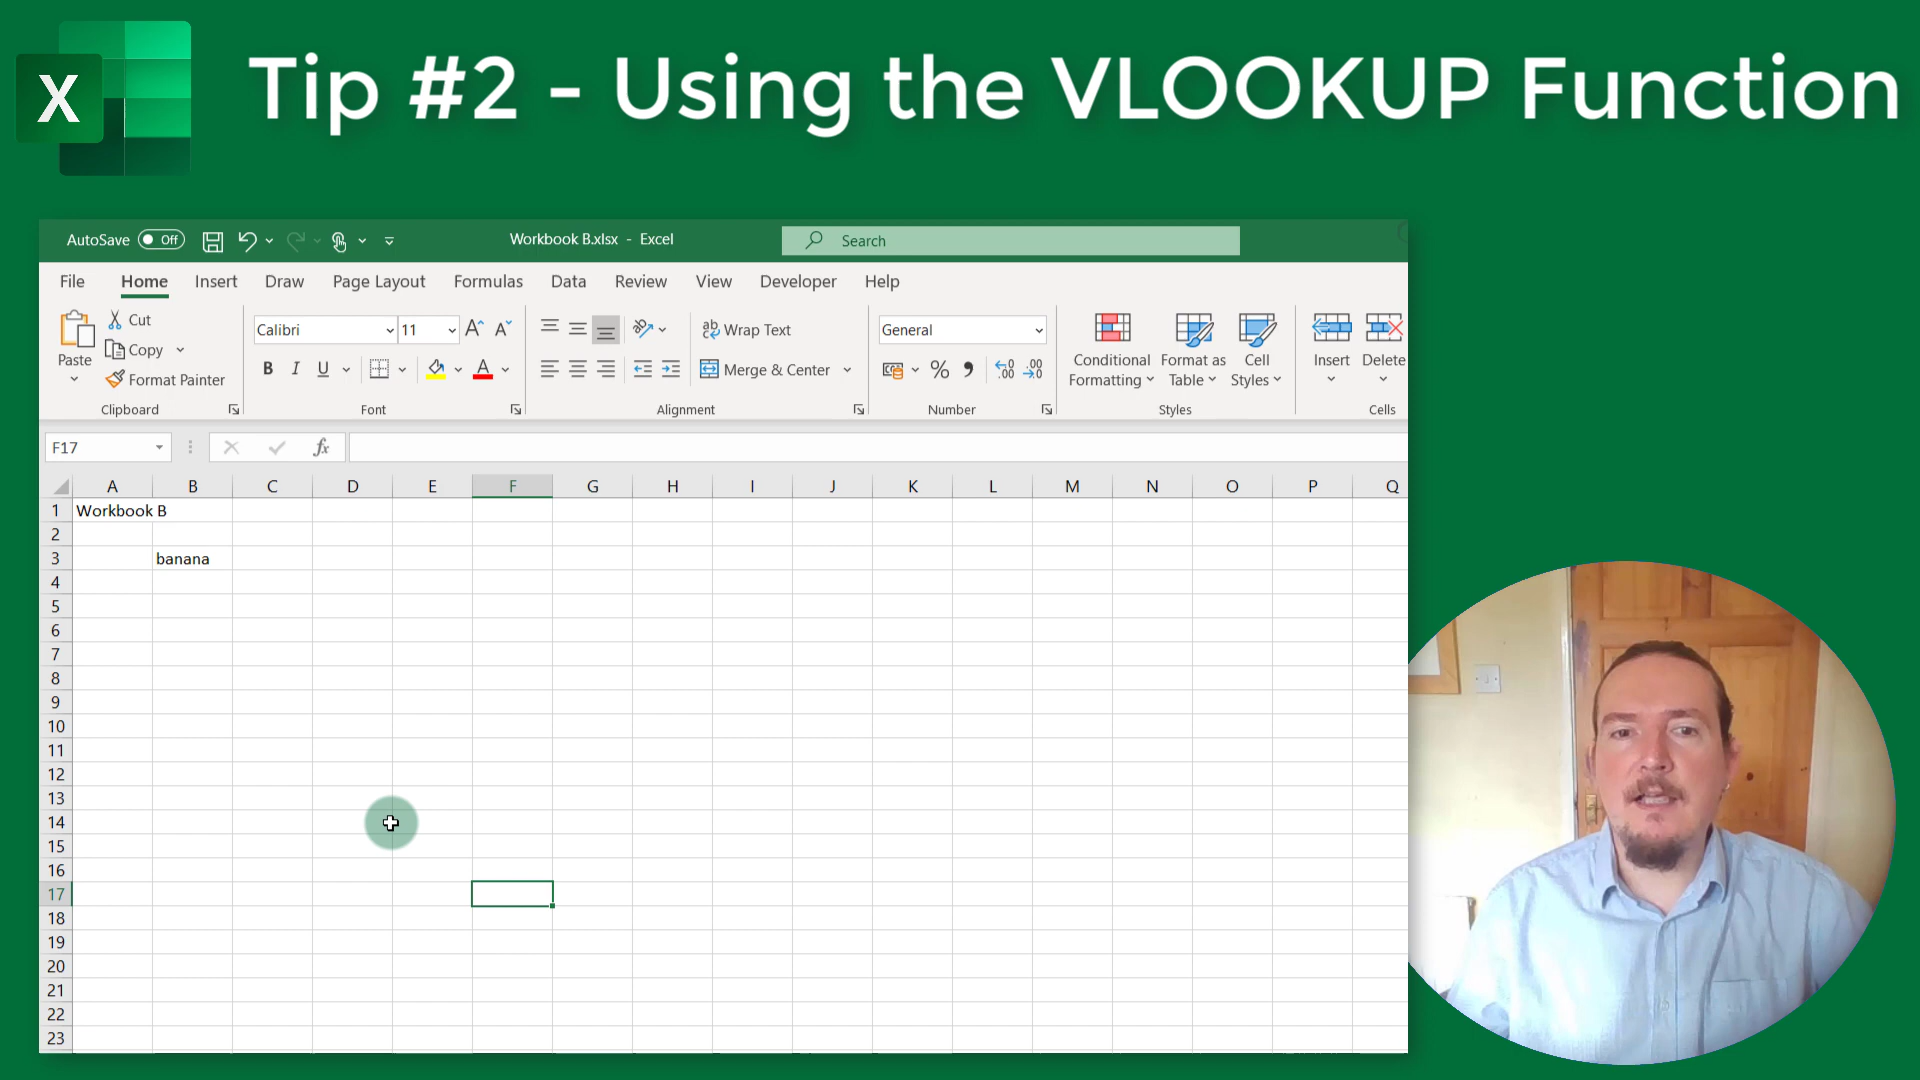 X
Tip #2 - Using the VLOOKUP Function
AutoSave Off
Workbook B.xlsx - Excel
Search
File Home Insert Draw Page Layout Formulas Data Review View Developer Help
Paste
Cut
Copy
Format Painter
Clipboard
Calibri 11
A A
B I U A
Font
ab Wrap Text
Merge & Center
Alignment
General
% , .00 .00
Number
Conditional Formatting
Format as Table
Cell Styles
Styles
Insert Delete
Cells
F17 fx
A B C D E F G H I J K L M N O P Q
1 Workbook B
2
3 banana
4
5
6
7
8
9
10
11
12
13
14
15
16
17
18
19
20
21
22
23